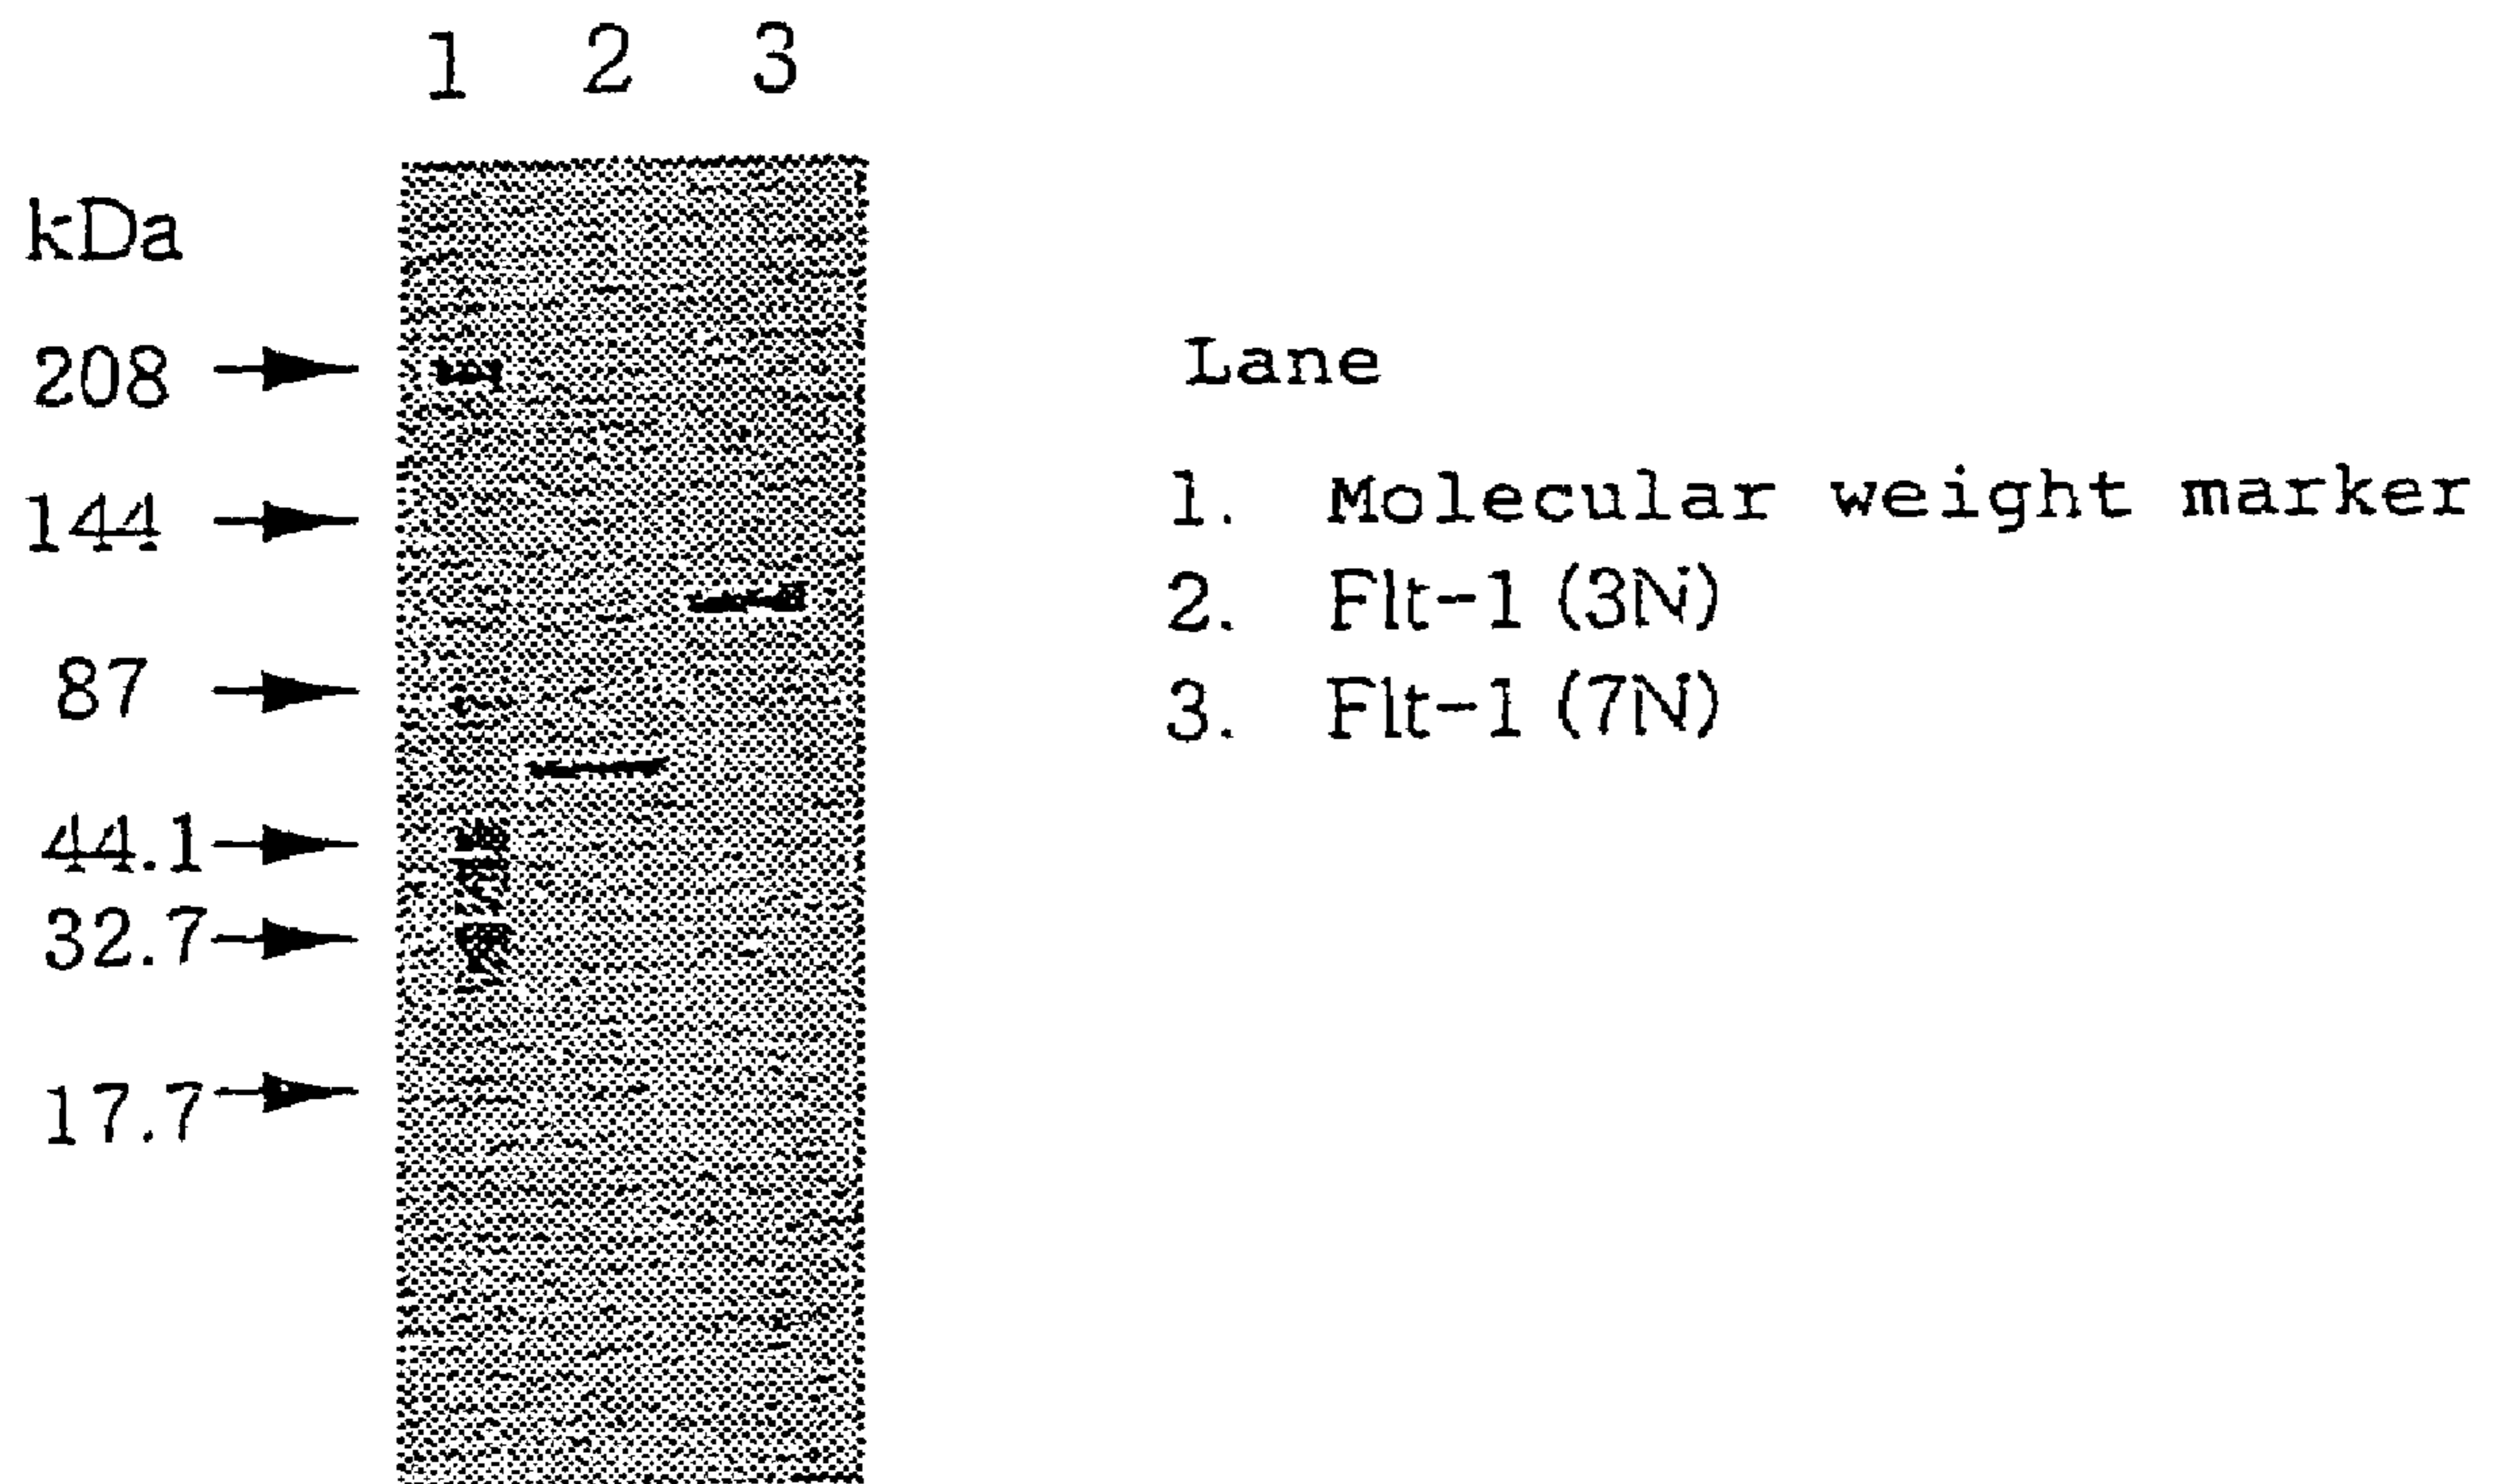 1 2 3
kDa
208
144
87
44.1
32.7
17.7
Lane
1. Molecular weight marker
2. Flt-1 (3N)
3. Flt-1 (7N)